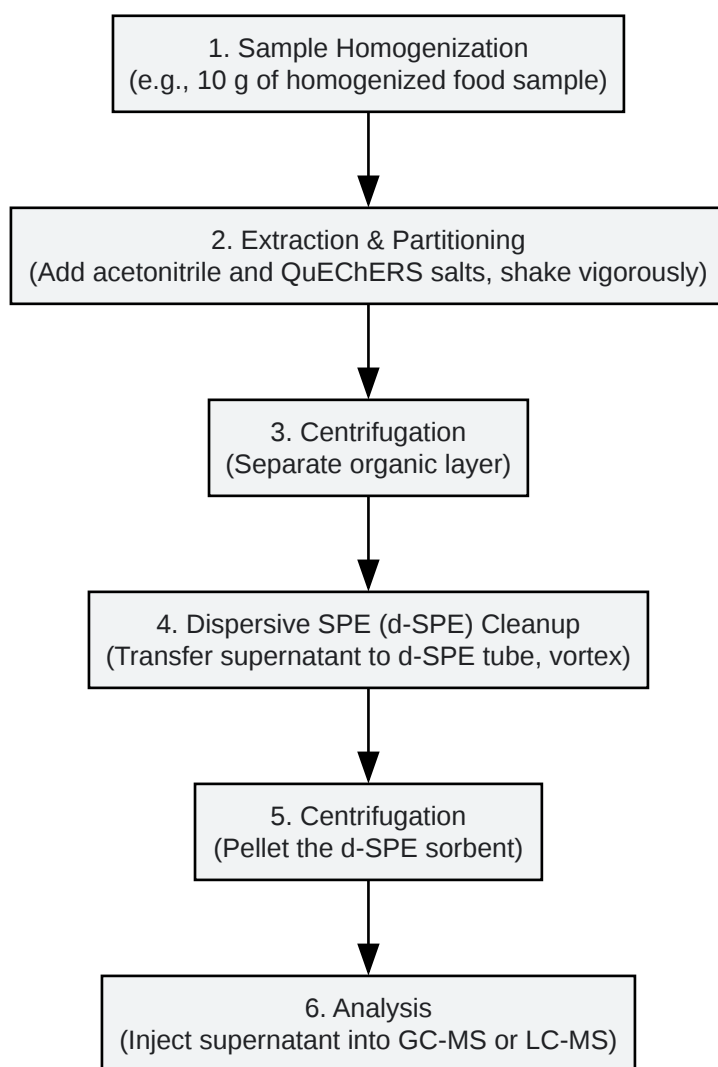 1. Sample Homogenization
(e.g., 10 g of homogenized food sample)
2. Extraction & Partitioning
(Add acetonitrile and QuEChERS salts, shake vigorously)
3. Centrifugation
(Separate organic layer)
4. Dispersive SPE (d-SPE) Cleanup
(Transfer supernatant to d-SPE tube, vortex)
5. Centrifugation
(Pellet the d-SPE sorbent)
6. Analysis
(Inject supernatant into GC-MS or LC-MS)